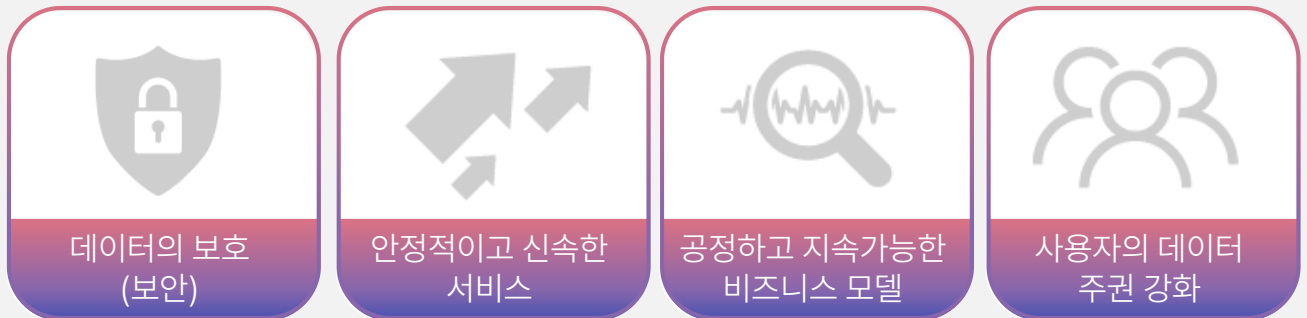 데이터의 보호
(보안)
안정적이고 신속한
서비스
공정하고 지속가능한
비즈니스 모델
사용자의 데이터
주권 강화